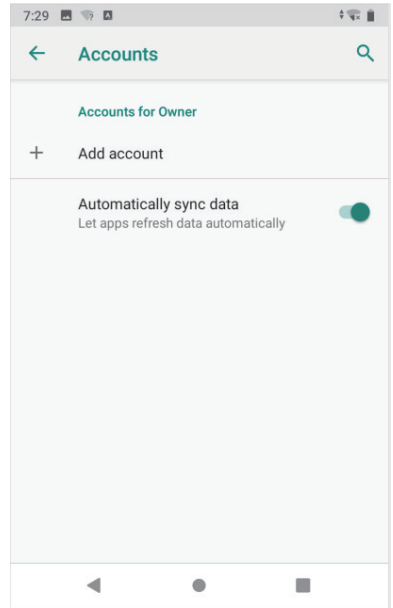 7:29
Accounts
Accounts for Owner
Add account
Automatically sync data
Let apps refresh data automatically